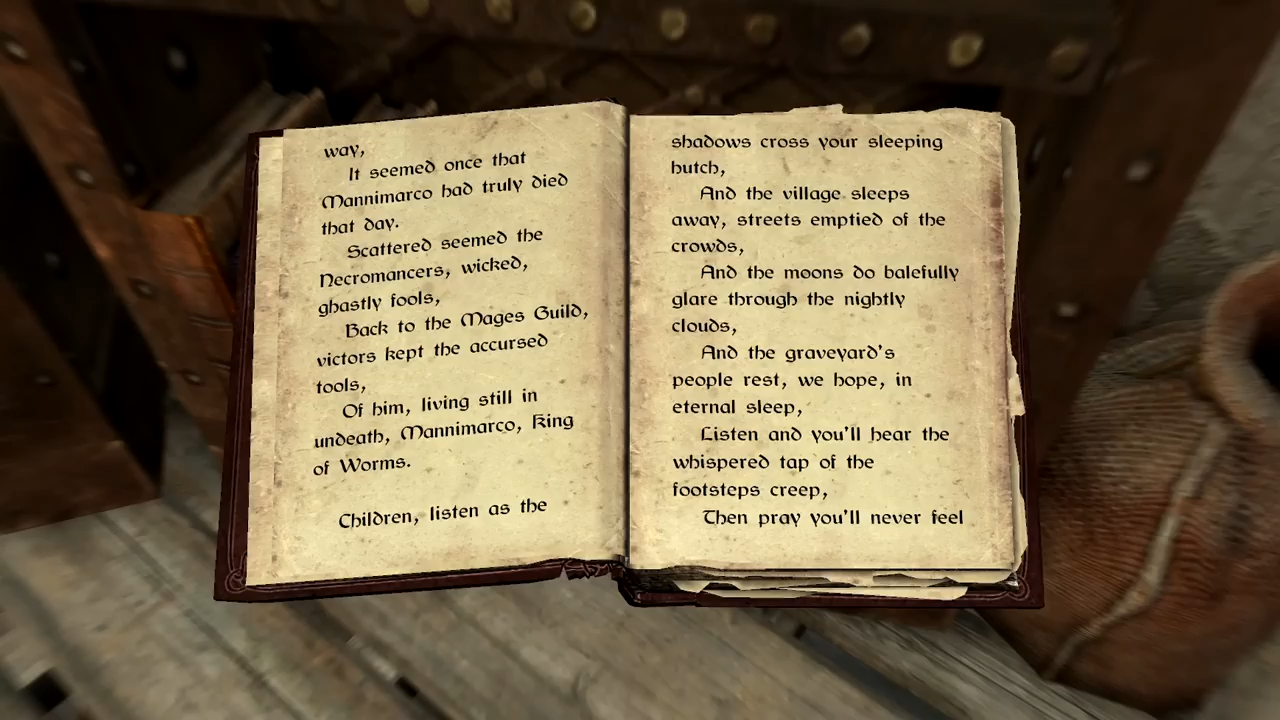 way,
It seemed once that
Mannimarco had truly died
that day.
Scattered seemed the
Necromancers, wicked,
ghastly fools,
Back to the Mages Guild,
victors kept the accursed
tools,
Of him, living still in
undeath, Mannimarco, King
of Worms.
Children, listen as the
shadows cross your sleeping
hutch,
And the village sleeps
away, streets emptied of the
crowds,
And the moons do balefully
glare through the nightly
clouds,
And the graveyard's
people rest, we hope, in
eternal sleep,
Listen and you'll hear the
whispered tap of the
footsteps creep,
Then pray you'll never feel